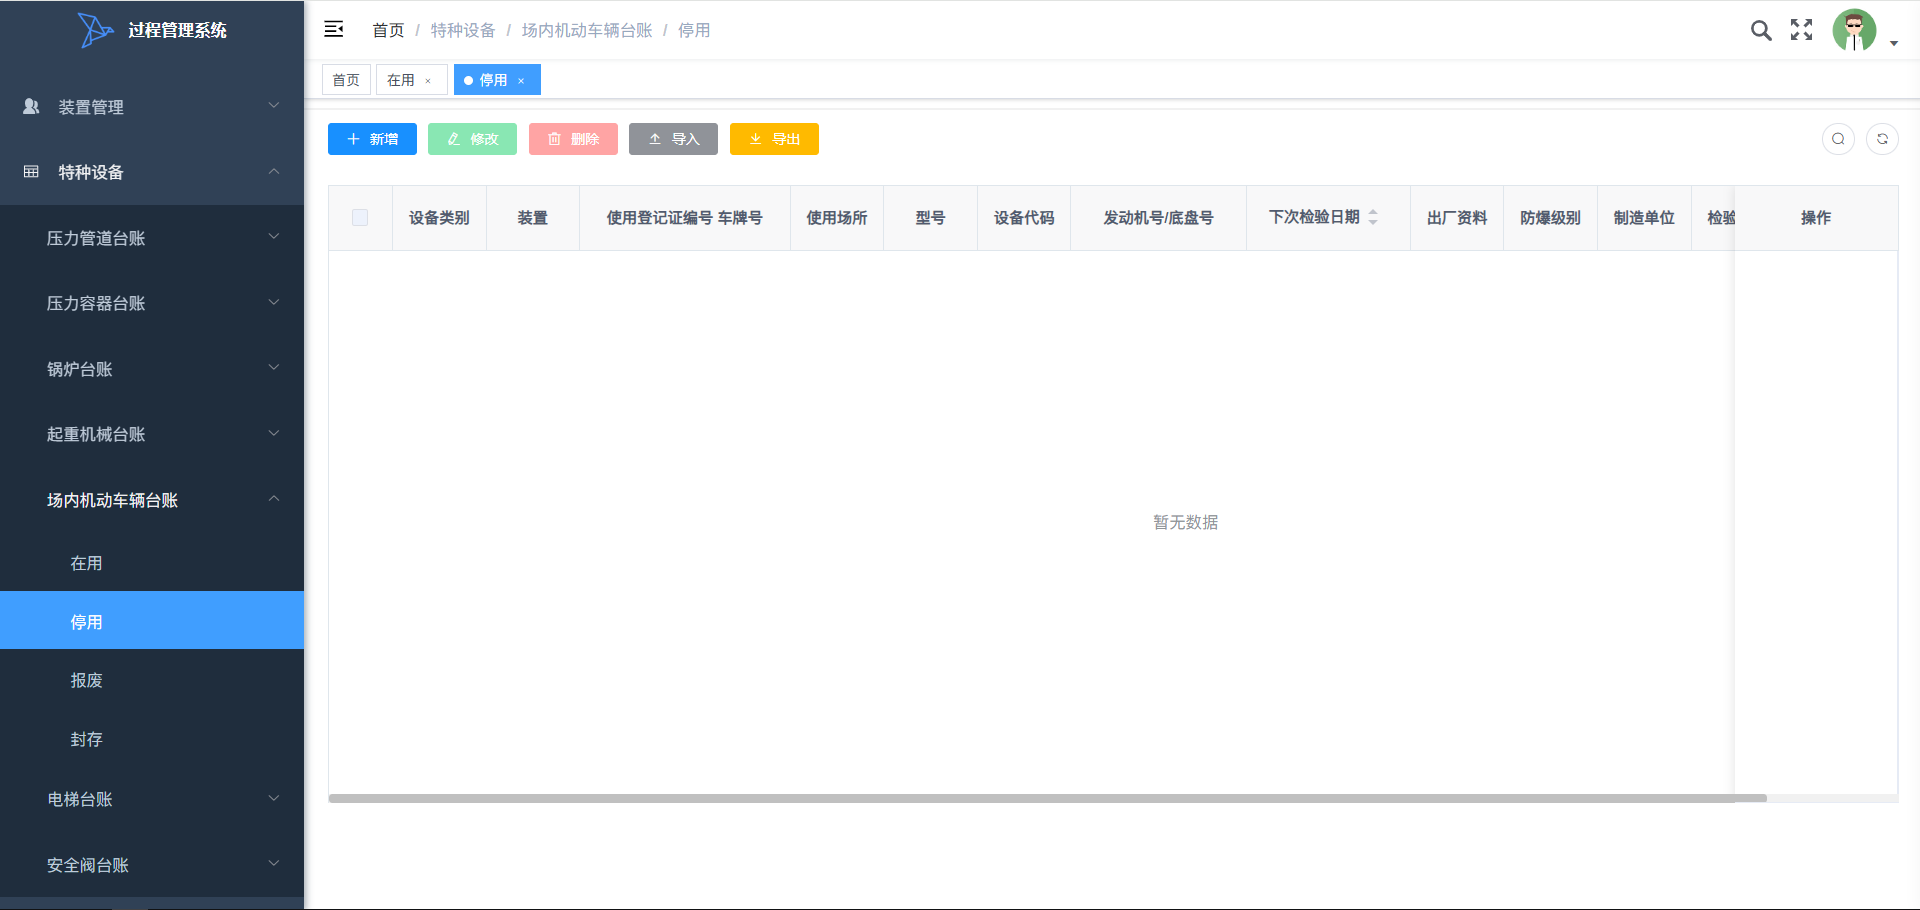 过程管理系统
首页 / 特种设备 / 场内机动车辆台账 / 停用
首页 在用 × 停用 ×
装置管理
特种设备
压力管道台账
压力容器台账
锅炉台账
起重机械台账
场内机动车辆台账
在用
停用
报废
封存
电梯台账
安全阀台账
新增 修改 删除 导入 导出
设备类别 装置 使用登记证编号 车牌号 使用场所 型号 设备代码 发动机号/底盘号 下次检验日期 出厂资料 防爆级别 制造单位 检验 操作
暂无数据